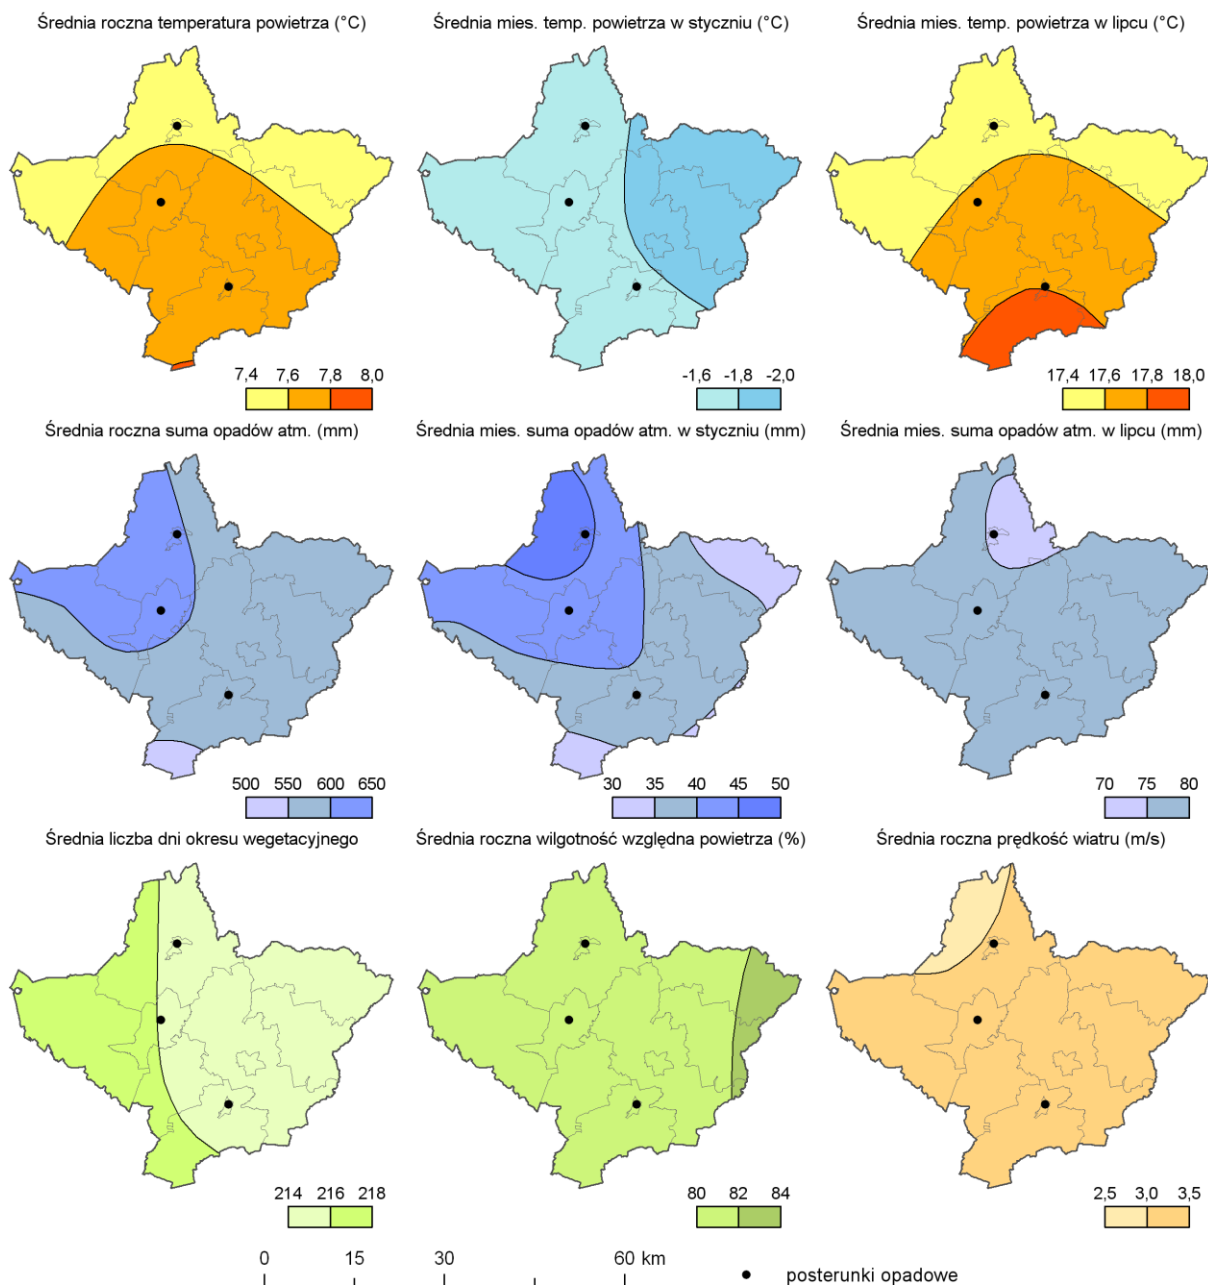 Średnia roczna temperatura powietrza (°C)
Średnia mies. temp. powietrza w styczniu (°C)
Średnia mies. temp. powietrza w lipcu (°C)
7,4 7,6 7,8 8,0
-1,6 -1,8 -2,0
17,4 17,6 17,8 18,0
Średnia roczna suma opadów atm. (mm)
Średnia mies. suma opadów atm. w styczniu (mm)
Średnia mies. suma opadów atm. w lipcu (mm)
500 550 600 650
30 35 40 45 50
70 75 80
Średnia liczba dni okresu wegetacyjnego
Średnia roczna wilgotność względna powietrza (%)
Średnia roczna prędkość wiatru (m/s)
214 216 218
80 82 84
2,5 3,0 3,5
0 15 30 60 km
posterunki opadowe